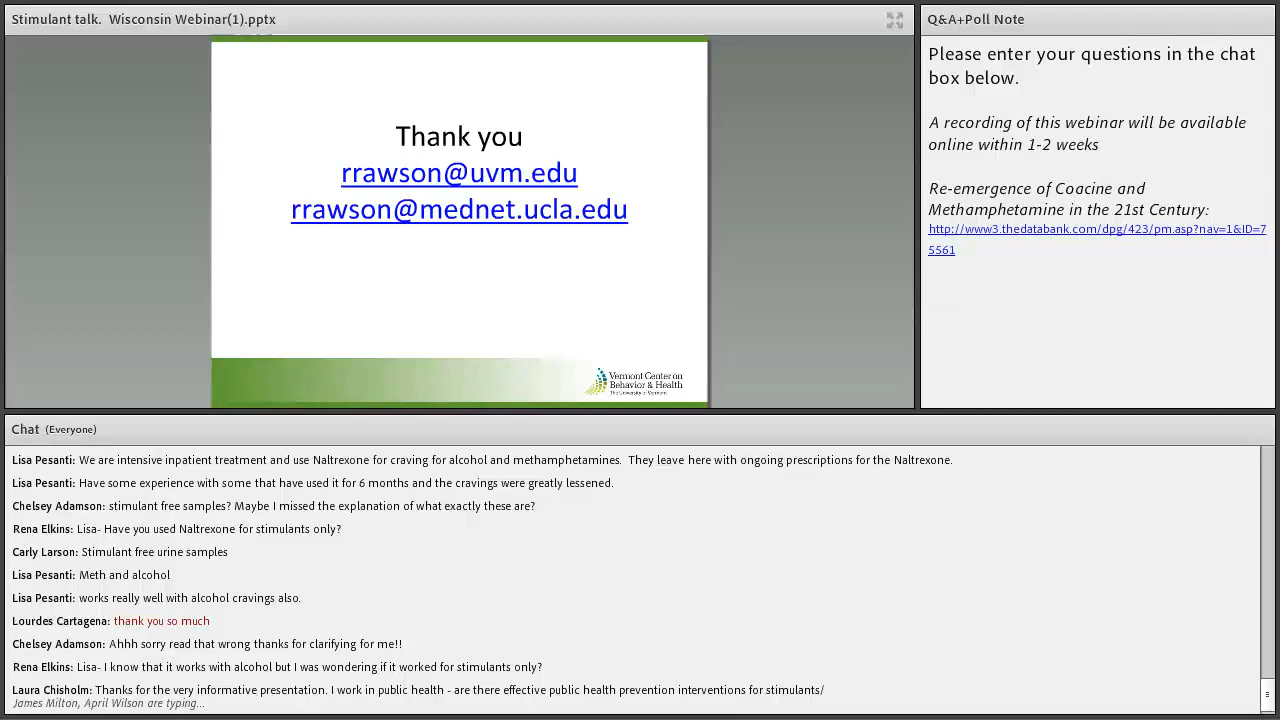 Stimulant talk.  Wisconsin Webinar(1).pptx
Thank you
rrawson@uvm.edu
rrawson@mednet.ucla.edu
Vermont Center on
Behavior & Health
The University of Vermont
Q&A+Poll Note
Please enter your questions in the chat
box below.
A recording of this webinar will be available
online within 1-2 weeks
Re-emergence of Coacine and
Methamphetamine in the 21st Century:
http://www3.thedatabank.com/dpg/423/pm.asp?nav=1&ID=7
5561
Chat (Everyone)
Lisa Pesanti: We are intensive inpatient treatment and use Naltrexone for craving for alcohol and methamphetamines.  They leave here with ongoing prescriptions for the Naltrexone.
Lisa Pesanti: Have some experience with some that have used it for 6 months and the cravings were greatly lessened.
Chelsey Adamson: stimulant free samples? Maybe I missed the explanation of what exactly these are?
Rena Elkins: Lisa- Have you used Naltrexone for stimulants only?
Carly Larson: Stimulant free urine samples
Lisa Pesanti: Meth and alcohol
Lisa Pesanti: works really well with alcohol cravings also.
Lourdes Cartagena: thank you so much
Chelsey Adamson: Ahhh sorry read that wrong thanks for clarifying for me!!
Rena Elkins: Lisa- I know that it works with alcohol but I was wondering if it worked for stimulants only?
Laura Chisholm: Thanks for the very informative presentation. I work in public health - are there effective public health prevention interventions for stimulants/
James Milton, April Wilson are typing...